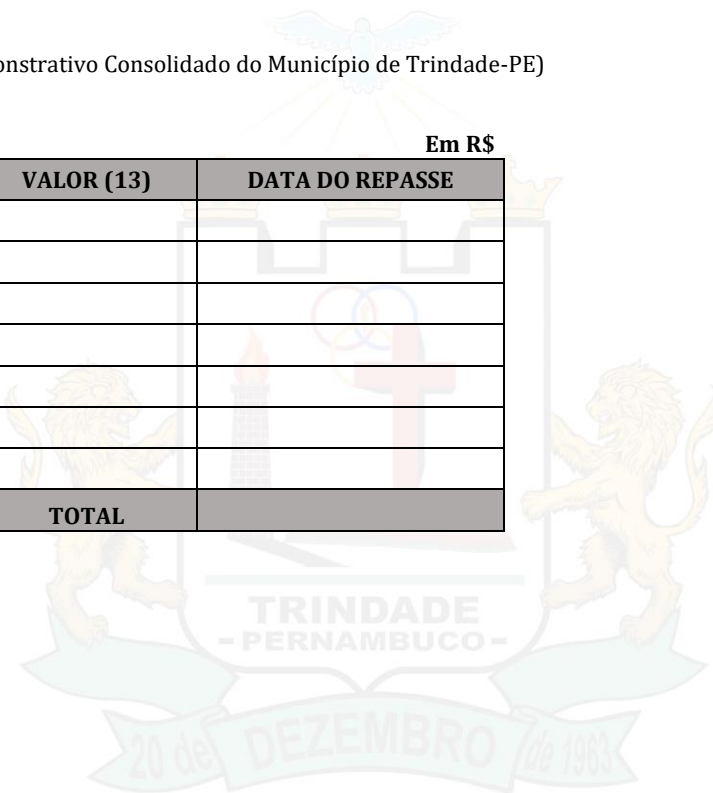 onstrativo Consolidado do Município de Trindade-PE)
Em R$
VALOR (13) DATA DO REPASSE
TOTAL
TRINDADE
- PERNAMBUCO -
20 de DEZEMBRO de 1963